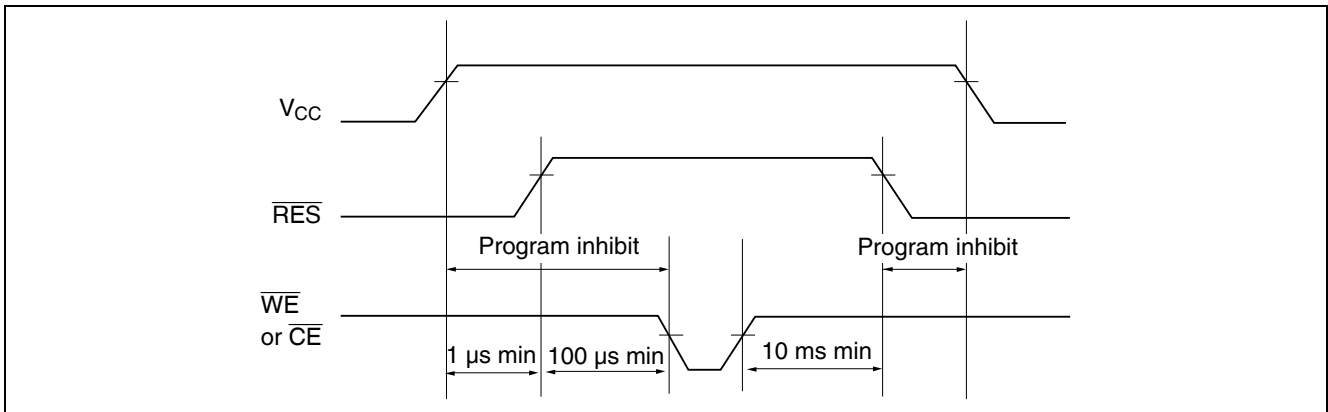 VCC
RES
Program inhibit
Program inhibit
WE
or CE
1 µs min
100 µs min
10 ms min